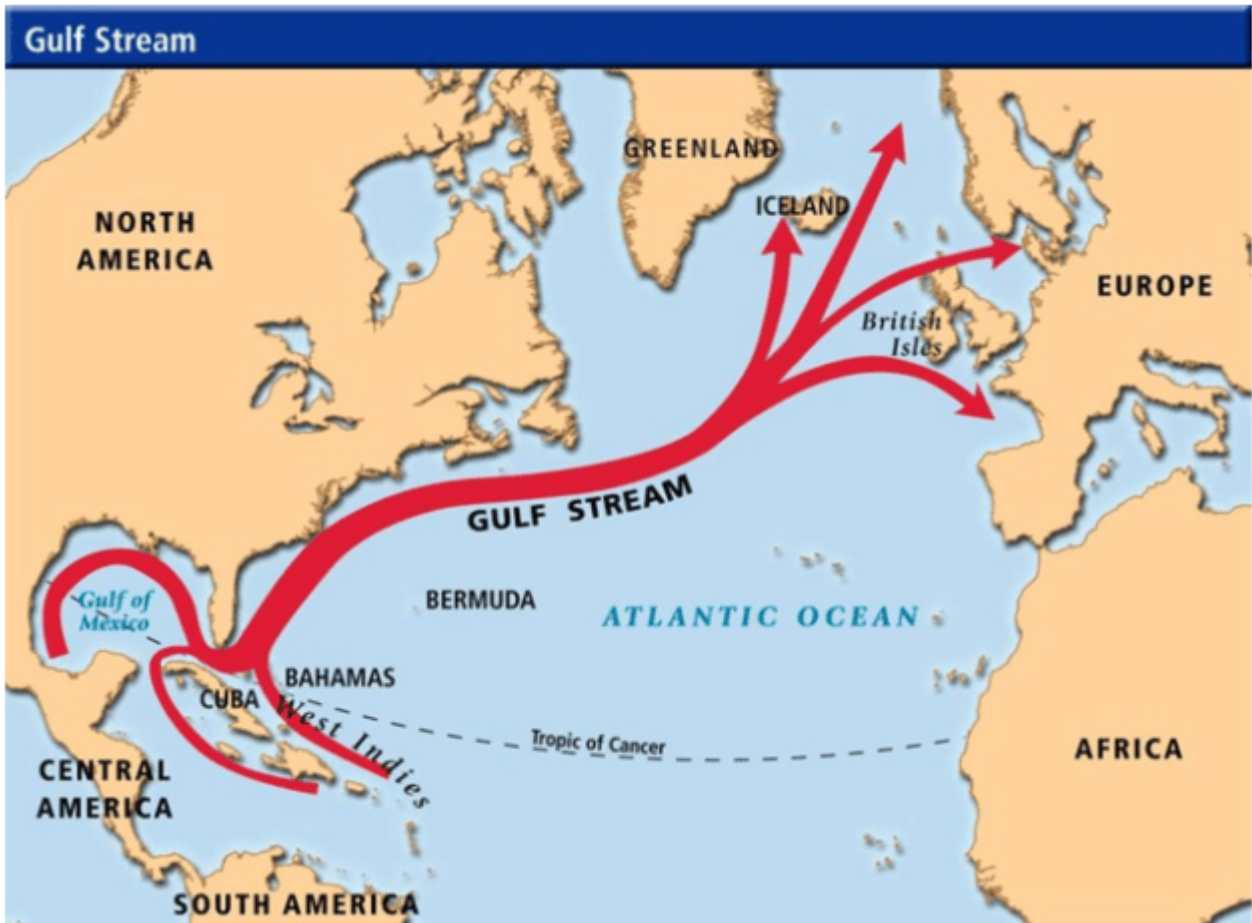 Gulf Stream
GREENLAND
ICELAND
NORTH
AMERICA
EUROPE
British
Isles
GULF STREAM
Gulf of
Mexico
BERMUDA
ATLANTIC OCEAN
BAHAMAS
CUBA
West Indies
Tropic of Cancer
AFRICA
CENTRAL
AMERICA
SOUTH AMERICA